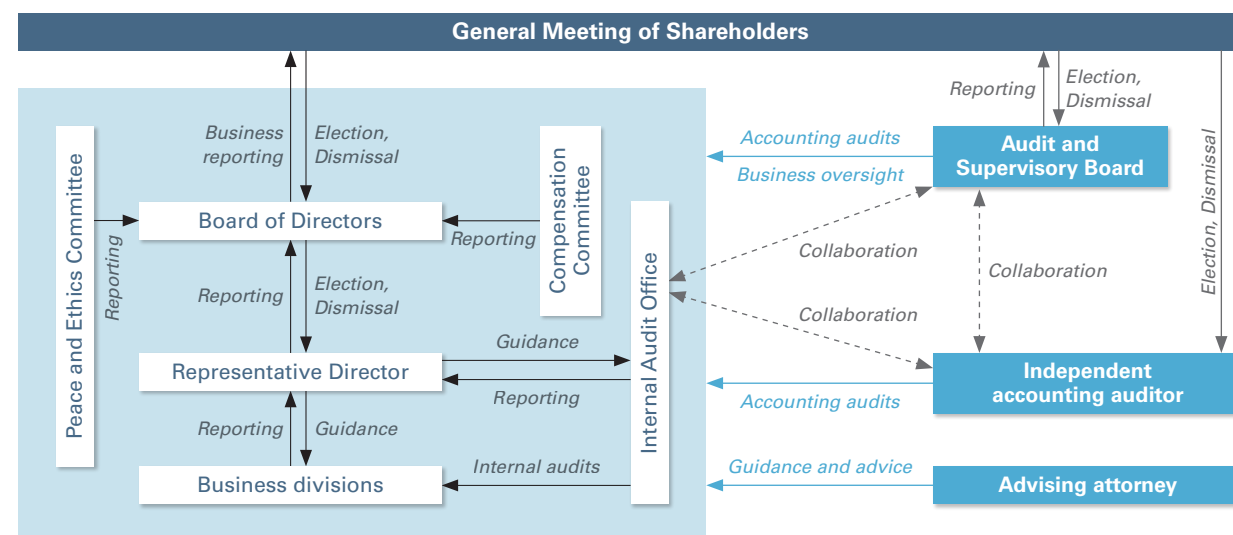 General Meeting of Shareholders
Reporting
Election,
Dismissal
Business
reporting
Election,
Dismissal
Accounting audits
Business oversight
Audit and
Supervisory Board
Election, Dismissal
Peace and Ethics Committee
Reporting
Board of Directors
Reporting
Compensation
Committee
Internal Audit Office
Collaboration
Collaboration
Collaboration
Reporting
Election,
Dismissal
Representative Director
Guidance
Reporting
Accounting audits
Independent
accounting auditor
Reporting
Guidance
Business divisions
Internal audits
Guidance and advice
Advising attorney